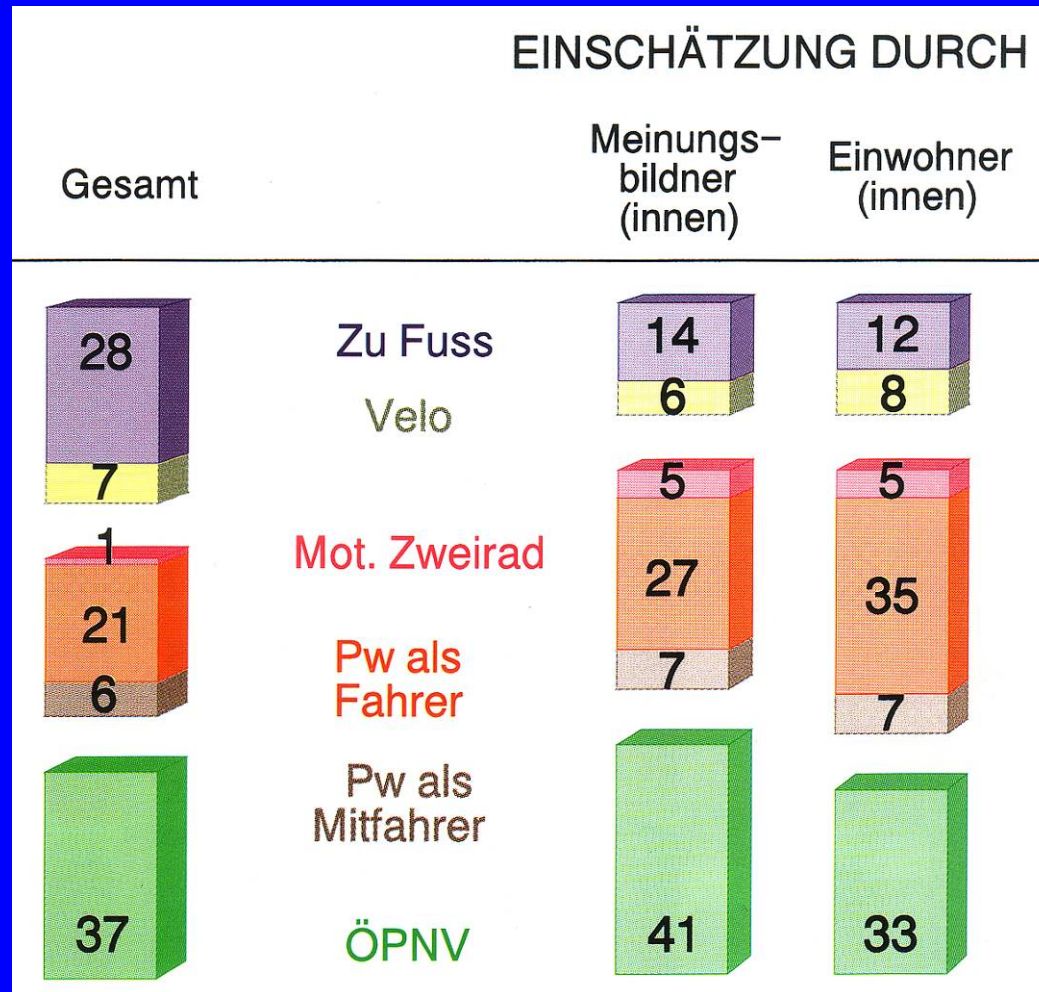 EINSCHÄTZUNG DURCH
Gesamt
Meinungs–
bildner
(innen)
Einwohner
(innen)
28
Zu Fuss
14
12
7
Velo
6
8
1
Mot. Zweirad
5
5
21
Pw als
Fahrer
27
35
6
Pw als
Mitfahrer
7
7
37
ÖPNV
41
33